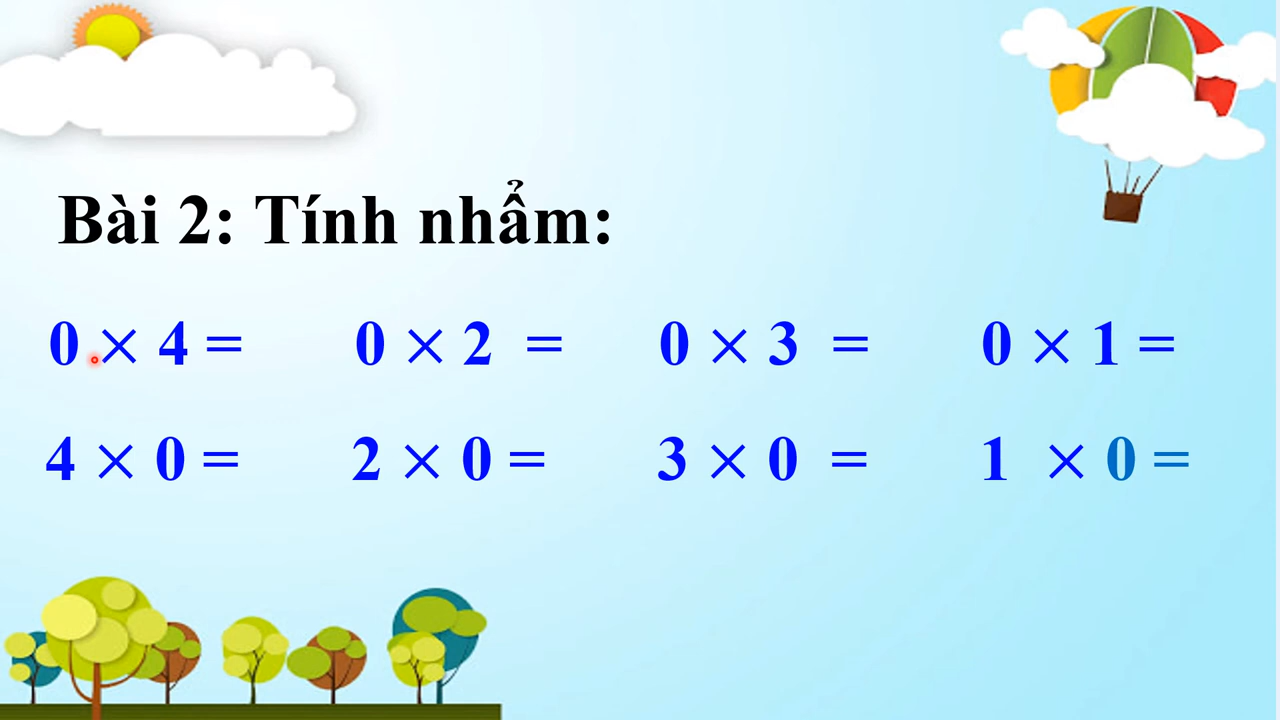 Bài 2: Tính nhẩm:
0 × 4 = 0 × 2 = 0 × 3 = 0 × 1 =
4 × 0 = 2 × 0 = 3 × 0 = 1 × 0 =